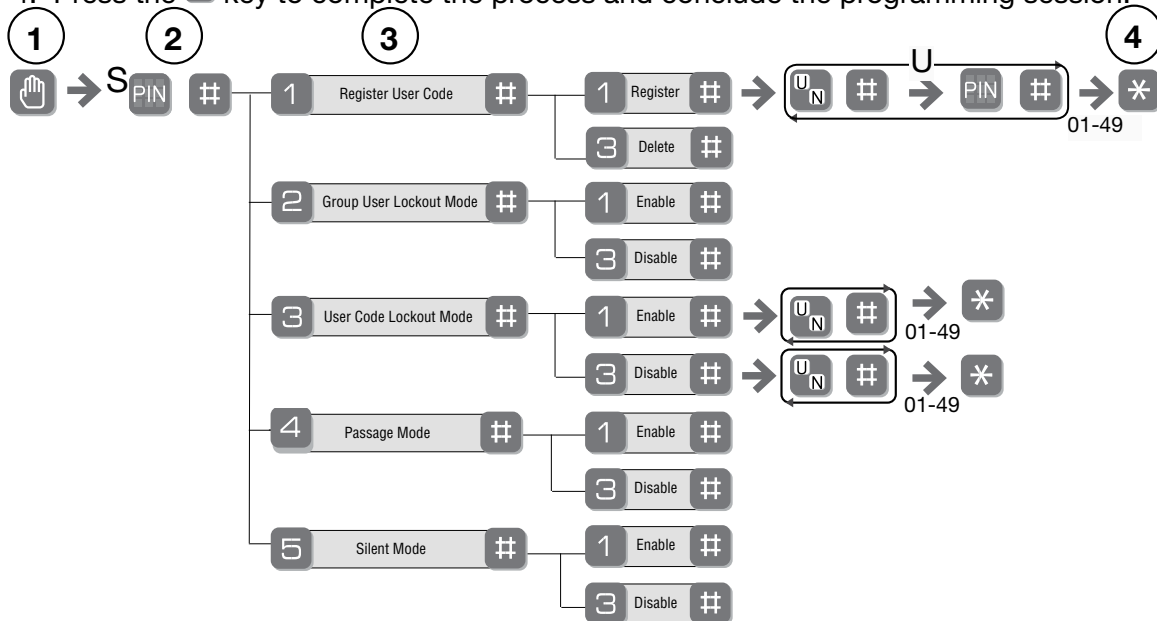 4. Press the key to complete the process and conclude the programming session.
1 2 3 4
S PIN # 1 Register User Code # 1 Register # U N # U PIN # 01-49 *
3 Delete #
2 Group User Lockout Mode # 1 Enable #
3 Disable #
3 User Code Lockout Mode # 1 Enable # U N # 01-49 *
3 Disable # U N # 01-49 *
4 Passage Mode # 1 Enable #
3 Disable #
5 Silent Mode # 1 Enable #
3 Disable #